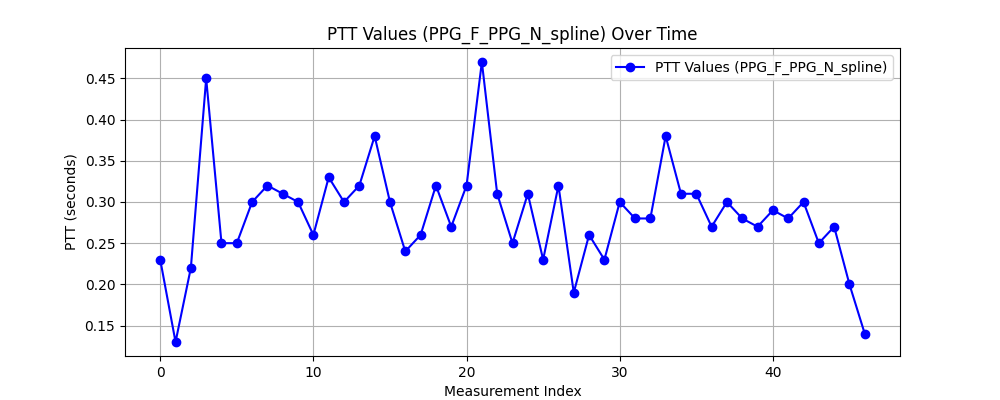 PTT Values (PPG_F_PPG_N_spline) Over Time
PTT Values (PPG_F_PPG_N_spline)
PTT (seconds)
0.45
0.40
0.35
0.30
0.25
0.20
0.15
0 10 20 30 40
Measurement Index